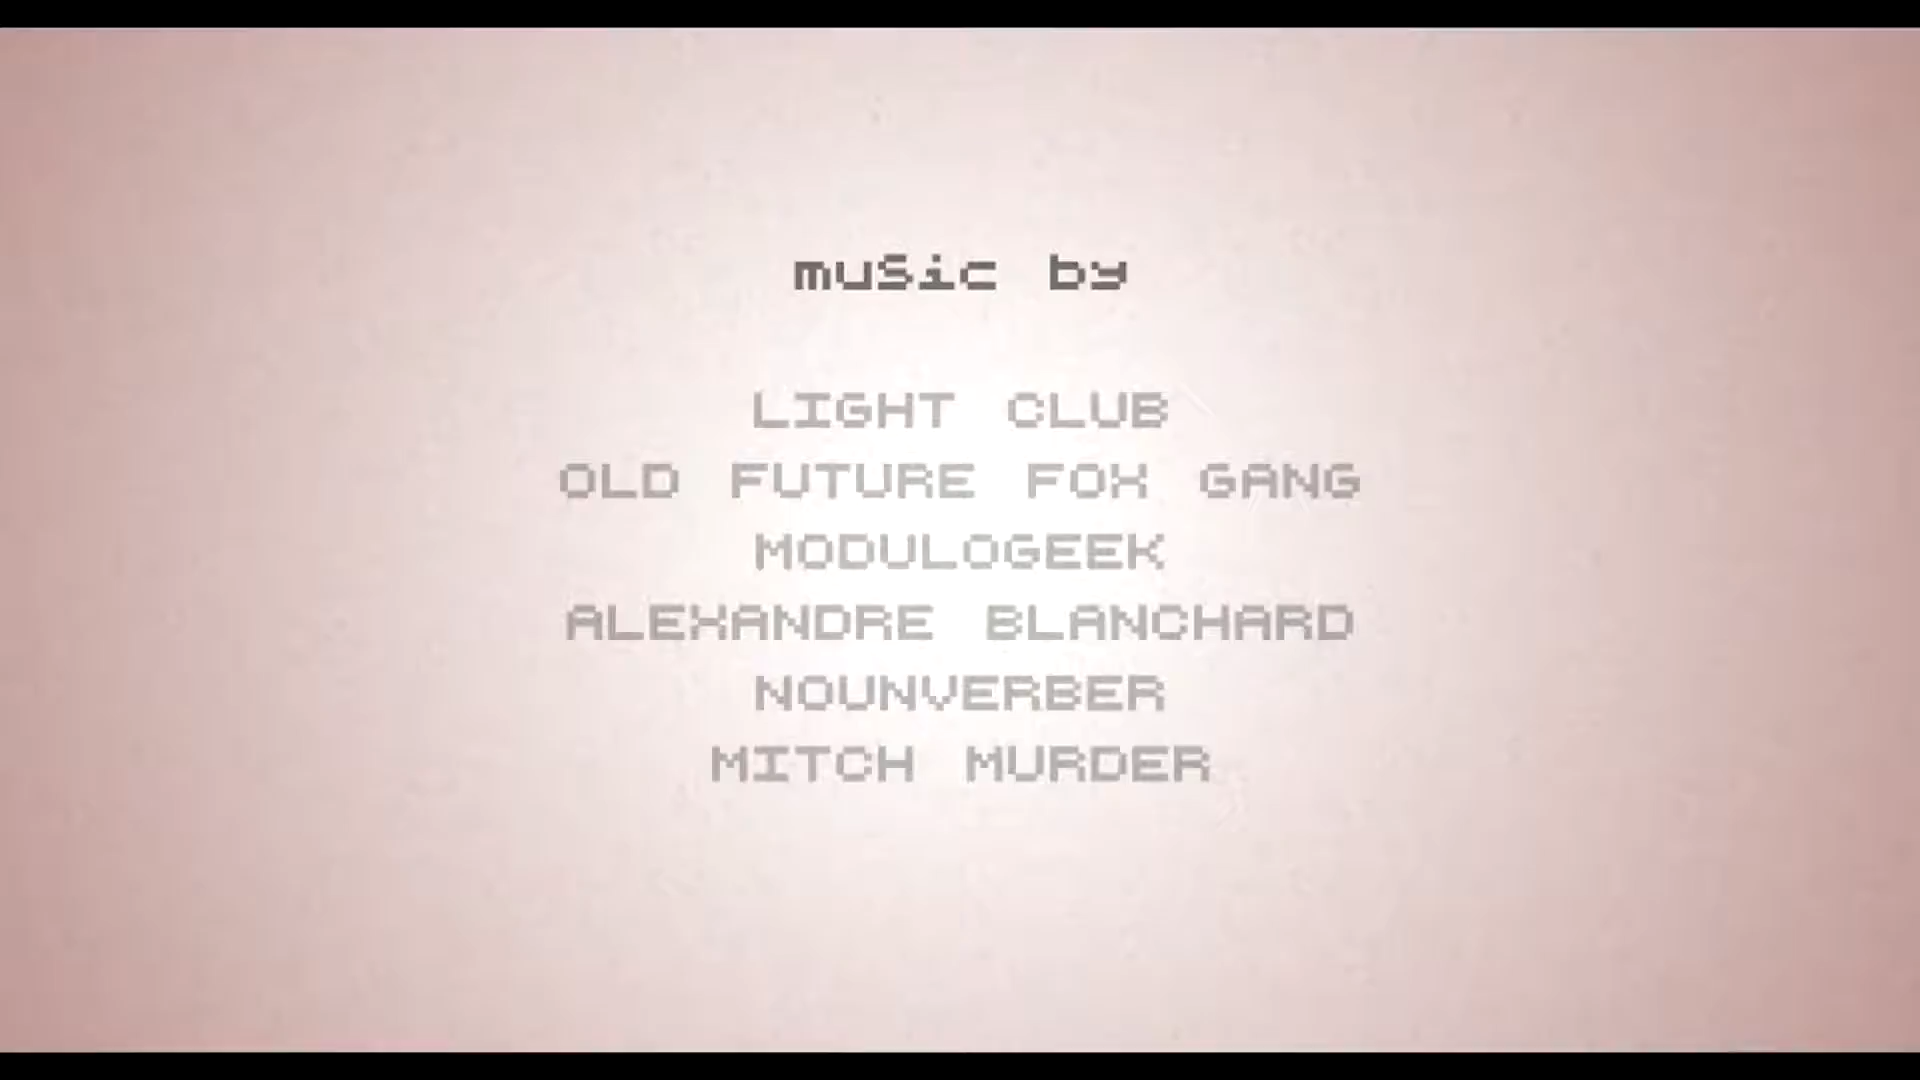 music by
LIGHT CLUB
OLD FUTURE FOX GANG
MODULOGEEK
ALEXANDRE BLANCHARD
NOUNVERBER
MITCH MURDER